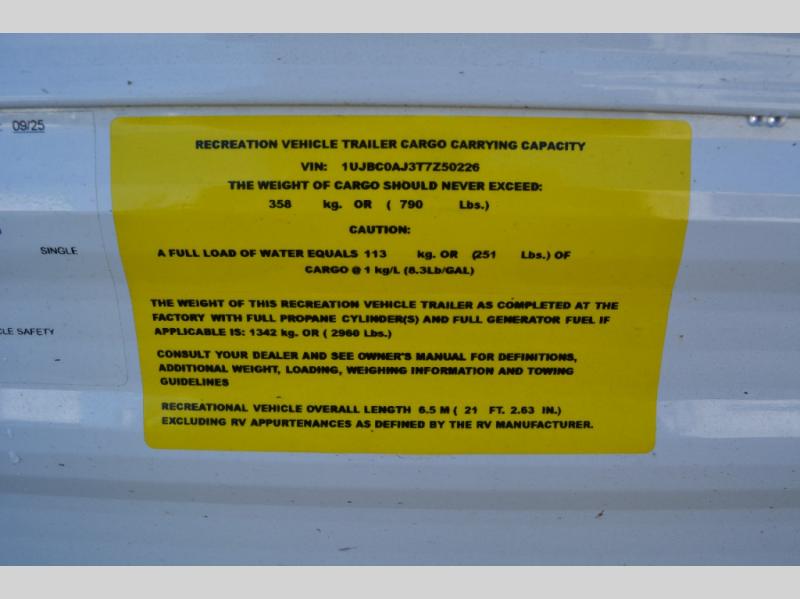 09/25
RECREATION VEHICLE TRAILER CARGO CARRYING CAPACITY
VIN: 1UJBC0AJ3T7Z50226
THE WEIGHT OF CARGO SHOULD NEVER EXCEED:
358 kg. OR ( 790 Lbs.)
CAUTION:
SINGLE
A FULL LOAD OF WATER EQUALS 113 kg. OR (251 Lbs.) OF
CARGO @ 1 kg/L (8.3Lb/GAL)
THE WEIGHT OF THIS RECREATION VEHICLE TRAILER AS COMPLETED AT THE
FACTORY WITH FULL PROPANE CYLINDER(S) AND FULL GENERATOR FUEL IF
APPLICABLE IS: 1342 kg. OR ( 2960 Lbs.)
SAFETY
CONSULT YOUR DEALER AND SEE OWNER'S MANUAL FOR DEFINITIONS,
ADDITIONAL WEIGHT, LOADING, WEIGHING INFORMATION AND TOWING
GUIDELINES
RECREATIONAL VEHICLE OVERALL LENGTH 6.5 M ( 21 FT. 2.63 IN.)
EXCLUDING RV APPURTENANCES AS DEFINED BY THE RV MANUFACTURER.